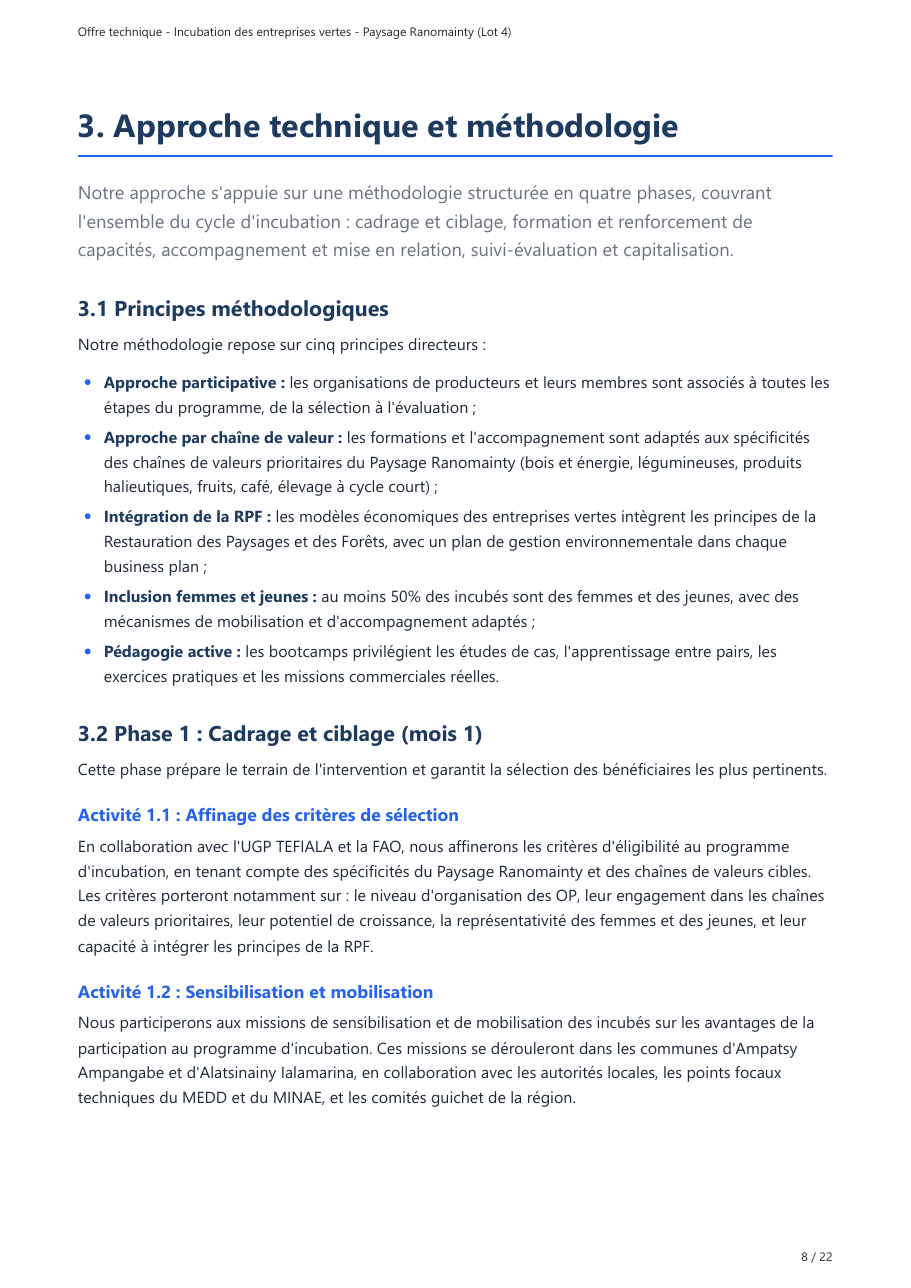 Offre technique - Incubation des entreprises vertes - Paysage Ranomainty (Lot 4)
3. Approche technique et méthodologie
Notre approche s'appuie sur une méthodologie structurée en quatre phases, couvrant
l'ensemble du cycle d'incubation : cadrage et ciblage, formation et renforcement de
capacités, accompagnement et mise en relation, suivi-évaluation et capitalisation.
3.1 Principes méthodologiques
Notre méthodologie repose sur cinq principes directeurs :
• Approche participative : les organisations de producteurs et leurs membres sont associés à toutes les
étapes du programme, de la sélection à l'évaluation ;
• Approche par chaîne de valeur : les formations et l'accompagnement sont adaptés aux spécificités
des chaînes de valeurs prioritaires du Paysage Ranomainty (bois et énergie, légumineuses, produits
halieutiques, fruits, café, élevage à cycle court) ;
• Intégration de la RPF : les modèles économiques des entreprises vertes intègrent les principes de la
Restauration des Paysages et des Forêts, avec un plan de gestion environnementale dans chaque
business plan ;
• Inclusion femmes et jeunes : au moins 50% des incubés sont des femmes et des jeunes, avec des
mécanismes de mobilisation et d'accompagnement adaptés ;
• Pédagogie active : les bootcamps privilégient les études de cas, l'apprentissage entre pairs, les
exercices pratiques et les missions commerciales réelles.
3.2 Phase 1 : Cadrage et ciblage (mois 1)
Cette phase prépare le terrain de l'intervention et garantit la sélection des bénéficiaires les plus pertinents.
Activité 1.1 : Affinage des critères de sélection
En collaboration avec l'UGP TEFIALA et la FAO, nous affinerons les critères d'éligibilité au programme
d'incubation, en tenant compte des spécificités du Paysage Ranomainty et des chaînes de valeurs cibles.
Les critères porteront notamment sur : le niveau d'organisation des OP, leur engagement dans les chaînes
de valeurs prioritaires, leur potentiel de croissance, la représentativité des femmes et des jeunes, et leur
capacité à intégrer les principes de la RPF.
Activité 1.2 : Sensibilisation et mobilisation
Nous participerons aux missions de sensibilisation et de mobilisation des incubés sur les avantages de la
participation au programme d'incubation. Ces missions se dérouleront dans les communes d'Ampatsy
Ampangabe et d'Alatsinainy Ialamarina, en collaboration avec les autorités locales, les points focaux
techniques du MEDD et du MINAE, et les comités guichet de la région.
8 / 22